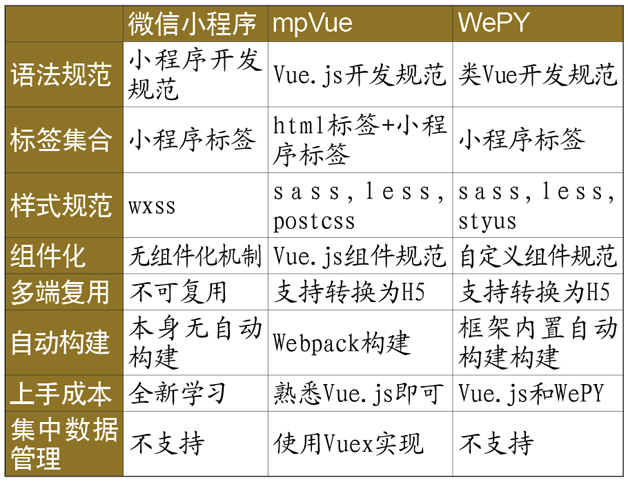 微信小程序 mpVue WePY
语法规范 小程序开发规范 Vue.js开发规范 类Vue开发规范
标签集合 小程序标签 html标签+小程序标签 小程序标签
样式规范 wxss sass,less,postcss sass,less,styus
组件化 无组件化机制 Vue.js组件规范 自定义组件规范
多端复用 不可复用 支持转换为H5 支持转换为H5
自动构建 本身无自动构建 Webpack构建 框架内置自动构建构建
上手成本 全新学习 熟悉Vue.js即可 Vue.js和WePY
集中数据管理 不支持 使用Vuex实现 不支持